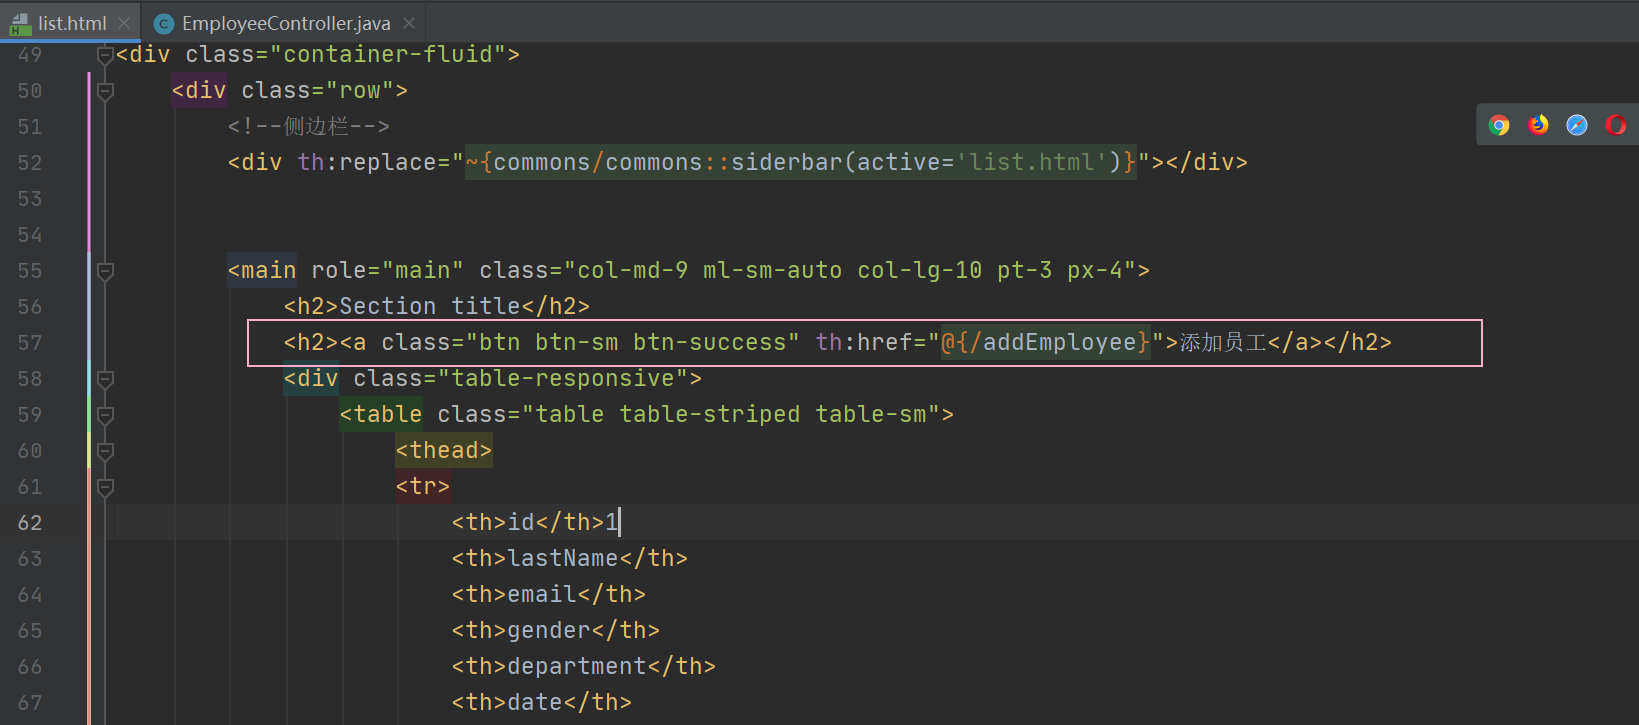 list.html EmployeeController.java
49 <div class="container-fluid">
50 <div class="row">
51 <!--侧边栏-->
52 <div th:replace="~{commons/commons::siderbar(active='list.html')}"></div>
53
54
55 <main role="main" class="col-md-9 ml-sm-auto col-lg-10 pt-3 px-4">
56 <h2>Section title</h2>
57 <h2><a class="btn btn-sm btn-success" th:href="@{/addEmployee}">添加员工</a></h2>
58 <div class="table-responsive">
59 <table class="table table-striped table-sm">
60 <thead>
61 <tr>
62 <th>id</th>1
63 <th>lastName</th>
64 <th>email</th>
65 <th>gender</th>
66 <th>department</th>
67 <th>date</th>